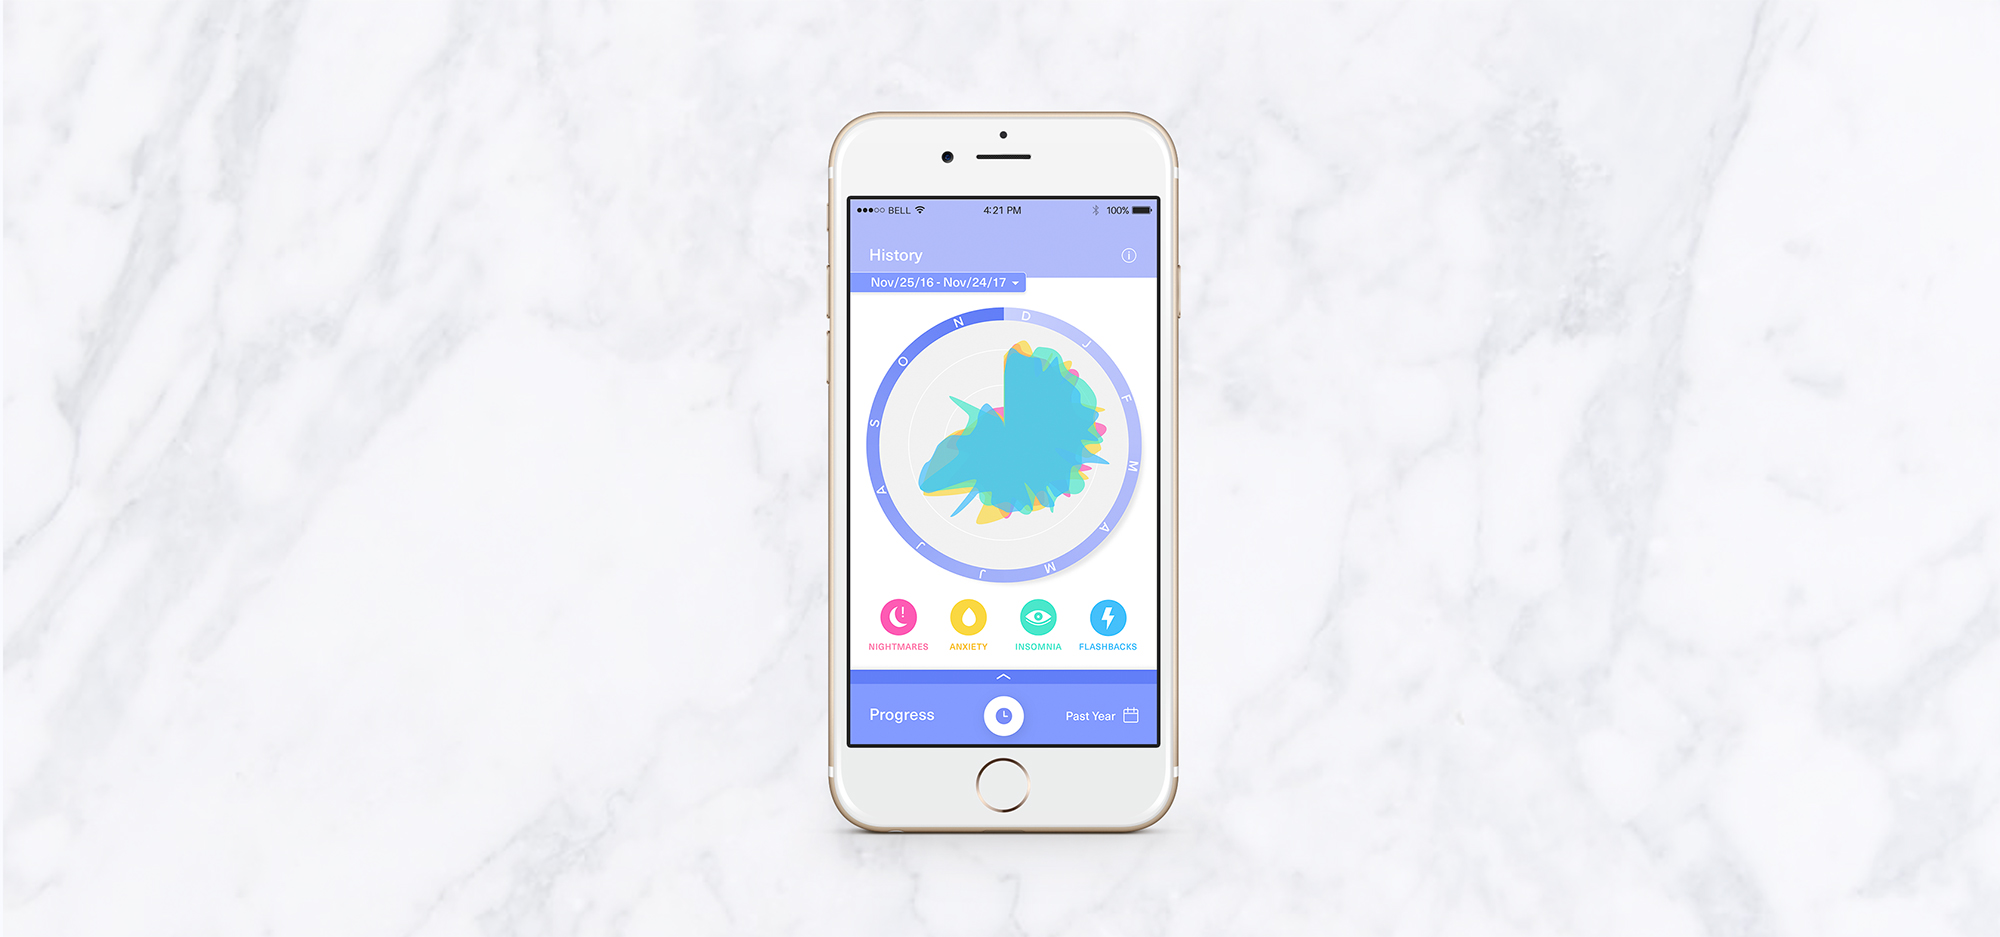 BELL 4:21 PM 100%
History
Nov/25/16 - Nov/24/17
N D
O J
S F
A M
J A
J M
NIGHTMARES ANXIETY INSOMNIA FLASHBACKS
Progress Past Year